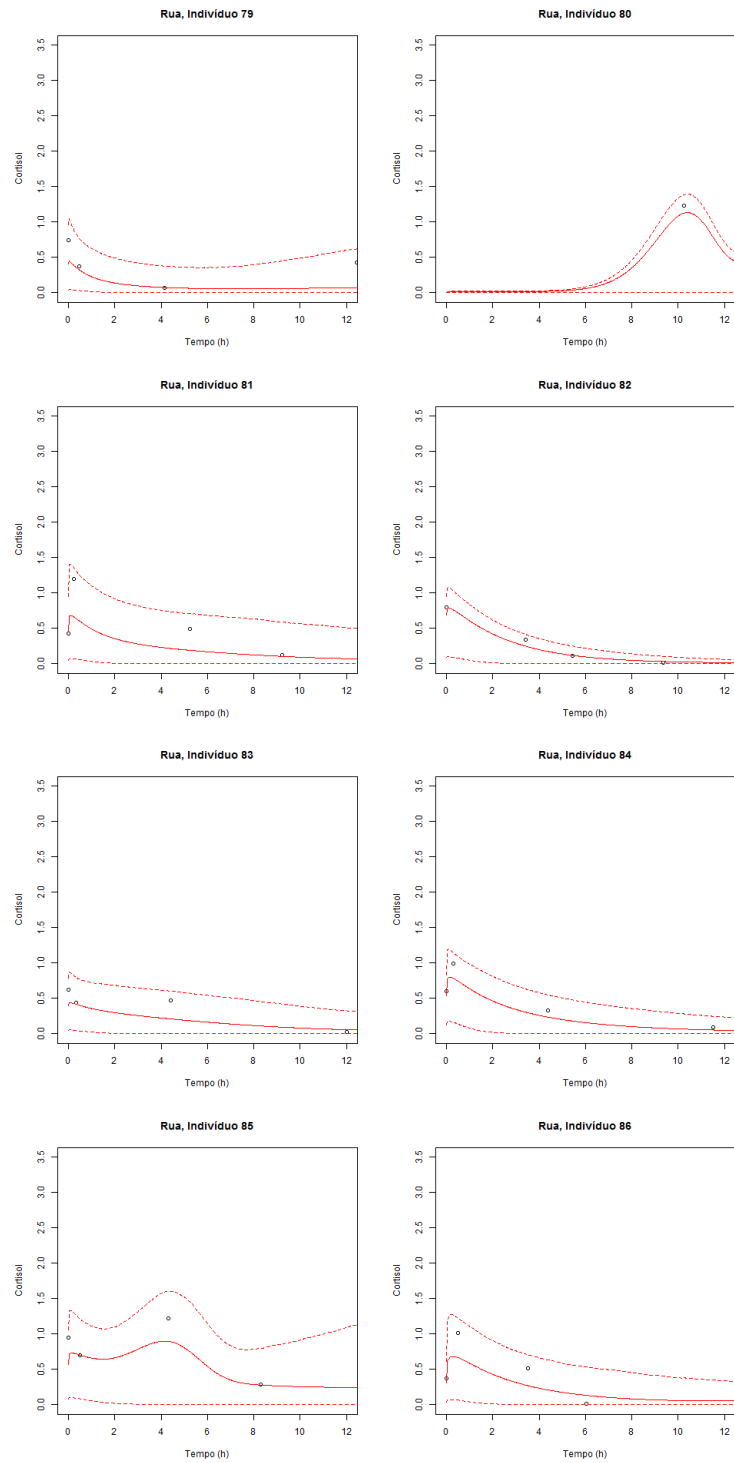 Rua, Indivíduo 79
Rua, Indivíduo 80
Cortisol
0.0 0.5 1.0 1.5 2.0 2.5 3.0 3.5
0 2 4 6 8 10 12
Tempo (h)
Cortisol
0.0 0.5 1.0 1.5 2.0 2.5 3.0 3.5
0 2 4 6 8 10 12
Tempo (h)
Rua, Indivíduo 81
Rua, Indivíduo 82
Cortisol
0.0 0.5 1.0 1.5 2.0 2.5 3.0 3.5
0 2 4 6 8 10 12
Tempo (h)
Cortisol
0.0 0.5 1.0 1.5 2.0 2.5 3.0 3.5
0 2 4 6 8 10 12
Tempo (h)
Rua, Indivíduo 83
Rua, Indivíduo 84
Cortisol
0.0 0.5 1.0 1.5 2.0 2.5 3.0 3.5
0 2 4 6 8 10 12
Tempo (h)
Cortisol
0.0 0.5 1.0 1.5 2.0 2.5 3.0 3.5
0 2 4 6 8 10 12
Tempo (h)
Rua, Indivíduo 85
Rua, Indivíduo 86
Cortisol
0.0 0.5 1.0 1.5 2.0 2.5 3.0 3.5
0 2 4 6 8 10 12
Tempo (h)
Cortisol
0.0 0.5 1.0 1.5 2.0 2.5 3.0 3.5
0 2 4 6 8 10 12
Tempo (h)